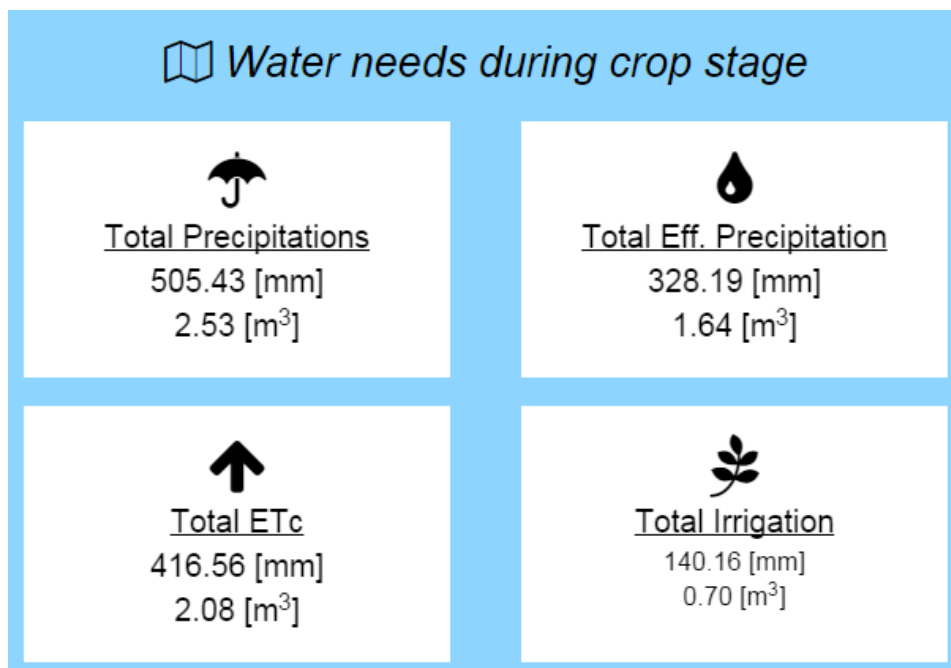 Water needs during crop stage
Total Precipitations
505.43 [mm]
2.53 [m³]
Total Eff. Precipitation
328.19 [mm]
1.64 [m³]
Total ETc
416.56 [mm]
2.08 [m³]
Total Irrigation
140.16 [mm]
0.70 [m³]